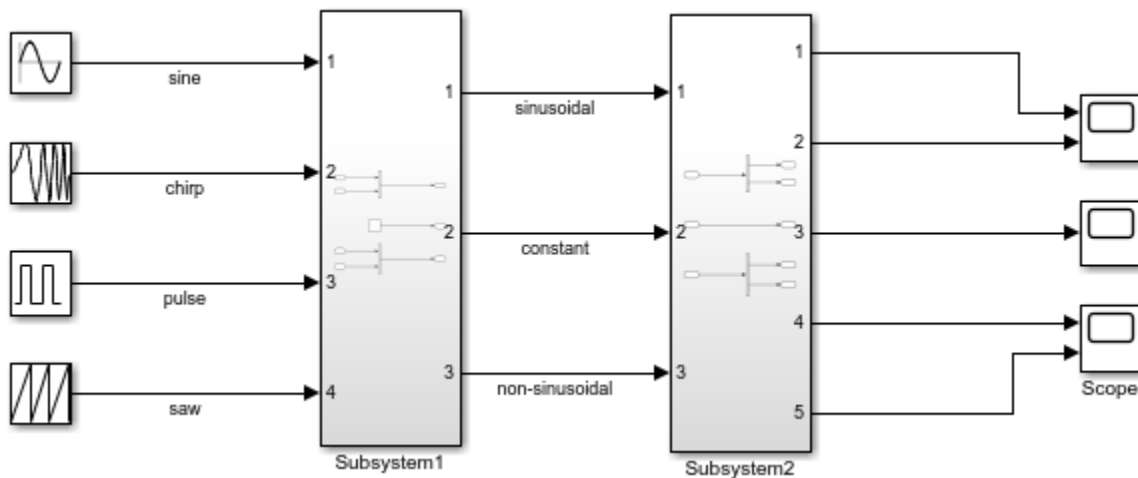 1
1
sine
1
sinusoidal
1
2
2
chirp
2
constant
2
3
3
pulse
4
3
non-sinusoidal
3
4
saw
5
Scope
Subsystem1
Subsystem2